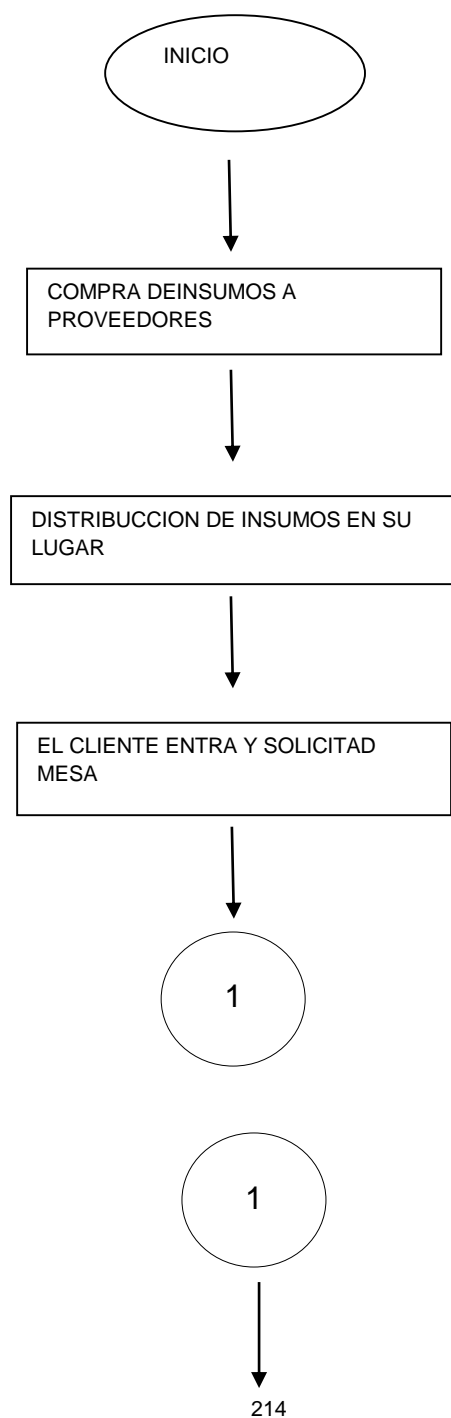 INICIO
COMPRA DEINSUMOS A
PROVEEDORES
DISTRIBUCCION DE INSUMOS EN SU
LUGAR
EL CLIENTE ENTRA Y SOLICITAD
MESA
1
1
214